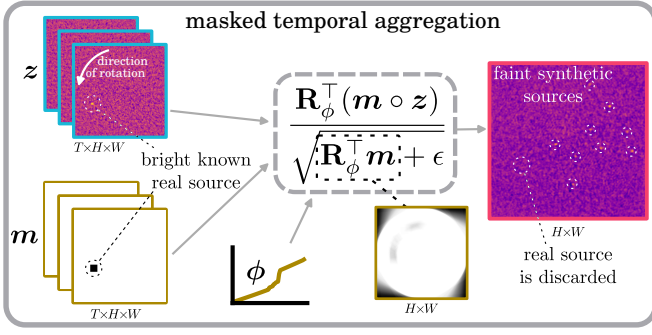 masked temporal aggregation
z
direction
of rotation
T×H×W
bright known
real source
m
T×H×W
ϕ
R⊤ϕ(m ∘ z)
√R⊤ϕ m + ϵ
H×W
faint synthetic
sources
H×W
real source
is discarded